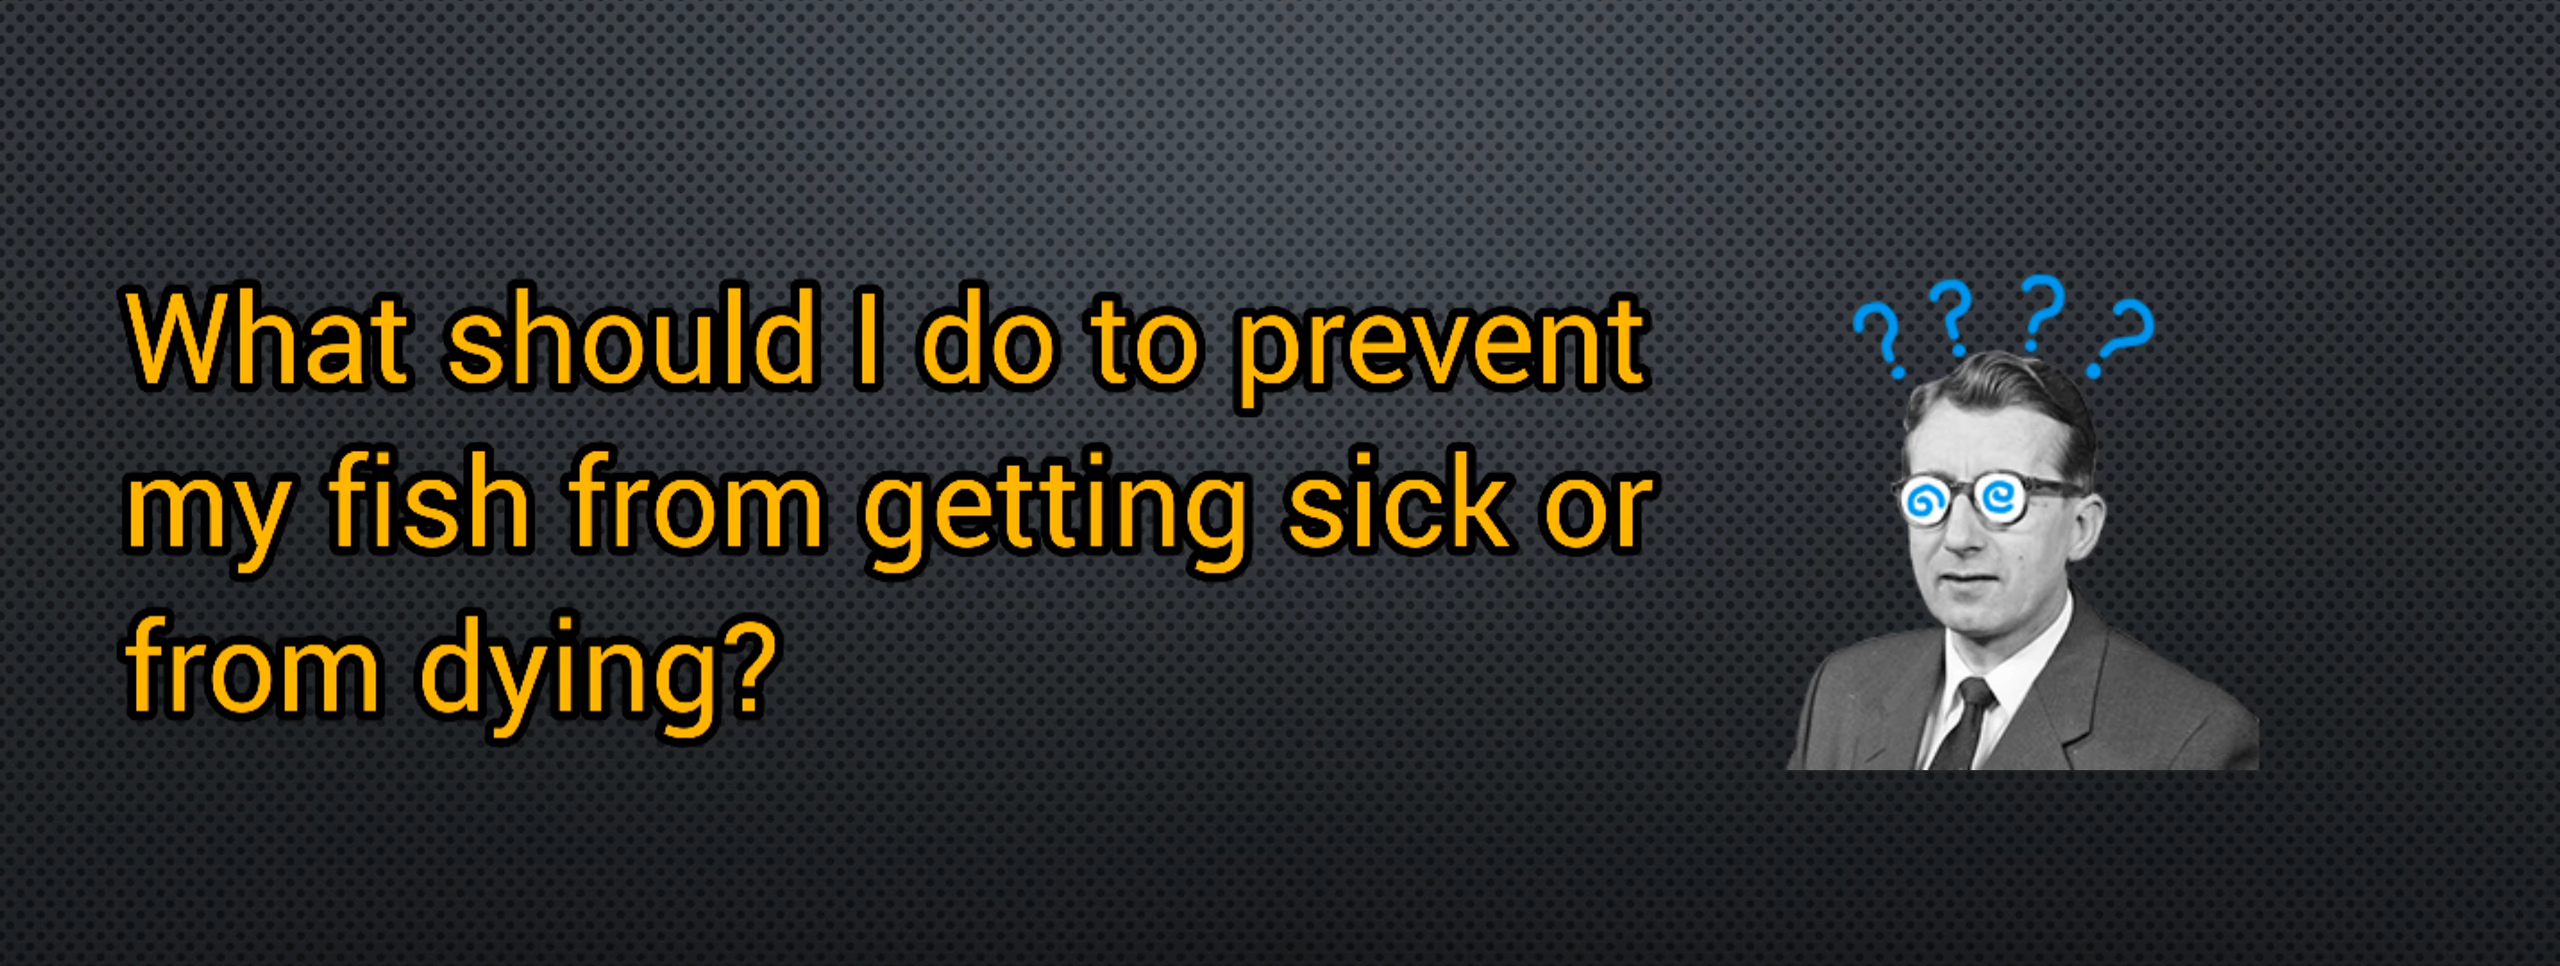 What should I do to prevent
my fish from getting sick or
from dying?
? ? ? ?